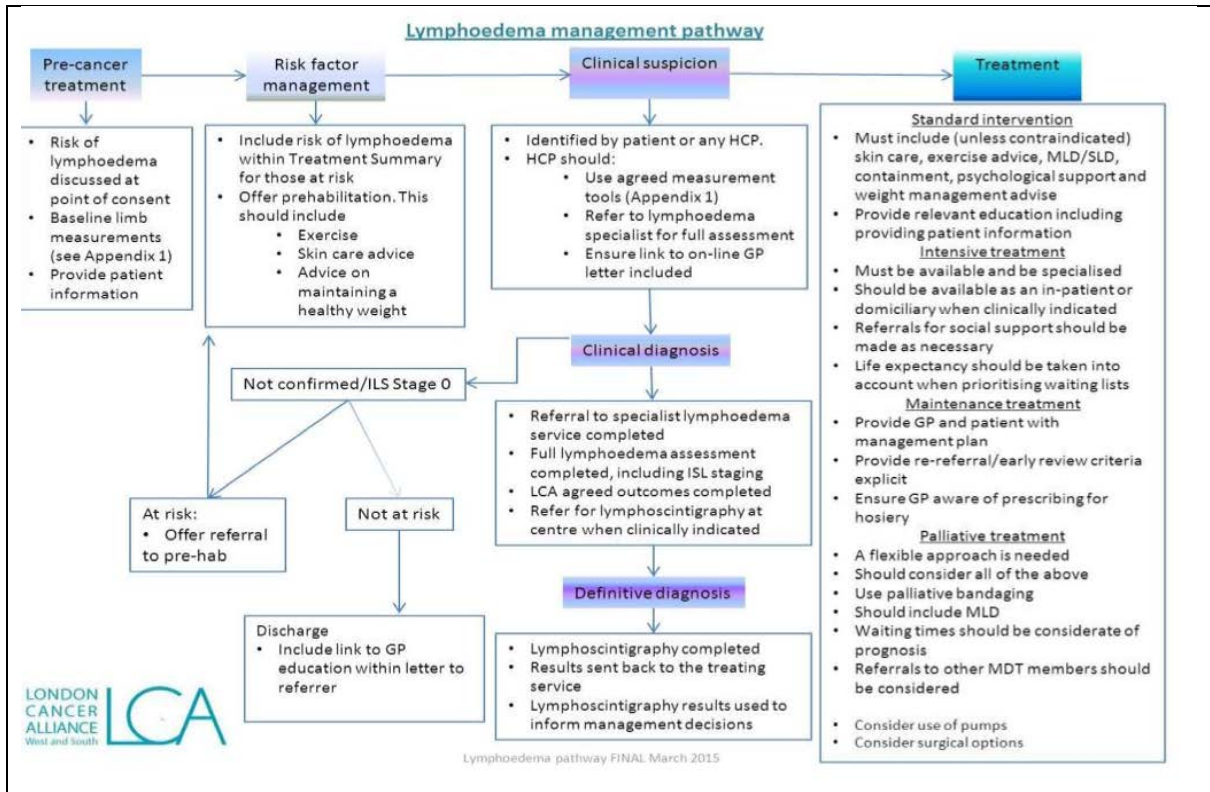 Lymphoedema management pathway
Pre-cancer
treatment
Risk factor
management
Clinical suspicion
Treatment
• Risk of
lymphoedema
discussed at
point of consent
• Baseline limb
measurements
(see Appendix 1)
• Provide patient
information
• Include risk of lymphoedema
within Treatment Summary
for those at risk
• Offer prehabilitation. This
should include
• Exercise
• Skin care advice
• Advice on
maintaining a
healthy weight
• Identified by patient or any HCP.
• HCP should:
• Use agreed measurement
tools (Appendix 1)
• Refer to lymphoedema
specialist for full assessment
• Ensure link to on-line GP
letter included
Clinical diagnosis
Not confirmed/ILS Stage 0
• Referral to specialist lymphoedema
service completed
• Full lymphoedema assessment
completed, including ISL staging
• LCA agreed outcomes completed
• Refer for lymphoscintigraphy at
centre when clinically indicated
At risk:
• Offer referral
to pre-hab
Not at risk
Definitive diagnosis
Discharge
• Include link to GP
education within letter to
referrer
• Lymphoscintigraphy completed
• Results sent back to the treating
service
• Lymphoscintigraphy results used to
inform management decisions
Standard intervention
• Must include (unless contraindicated)
skin care, exercise advice, MLD/SLD,
containment, psychological support and
weight management advise
• Provide relevant education including
providing patient information
Intensive treatment
• Must be available and be specialised
• Should be available as an in-patient or
domiciliary when clinically indicated
• Referrals for social support should be
made as necessary
• Life expectancy should be taken into
account when prioritising waiting lists
Maintenance treatment
• Provide GP and patient with
management plan
• Provide re-referral/early review criteria
explicit
• Ensure GP aware of prescribing for
hosiery
Palliative treatment
• A flexible approach is needed
• Should consider all of the above
• Use palliative bandaging
• Should include MLD
• Waiting times should be considerate of
prognosis
• Referrals to other MDT members should
be considered
• Consider use of pumps
• Consider surgical options
LONDON
CANCER
ALLIANCE
West and South
LCA
Lymphoedema pathway FINAL March 2015